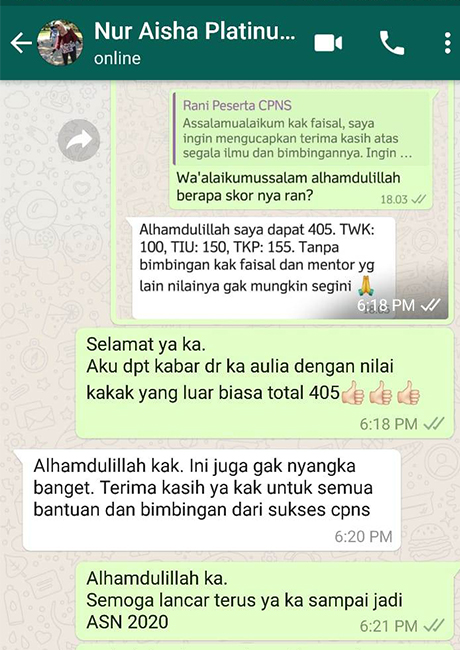 Nur Aisha Platinu...
online
Rani Peserta CPNS
Assalamualaikum kak faisal, saya
ingin mengucapkan terima kasih atas
segala ilmu dan bimbingannya. Ingin ...
Wa'alaikumussalam alhamdulillah
berapa skor nya ran?
18.03
Alhamdulillah saya dapat 405. TWK:
100, TIU: 150, TKP: 155. Tanpa
bimbingan kak faisal dan mentor yg
lain nilainya gak mungkin segini 🙏
6:18 PM
Selamat ya ka.
Aku dpt kabar dr ka aulia dengan nilai
kakak yang luar biasa total 405👍🏻👍🏻👍🏻
6:18 PM
Alhamdulillah kak. Ini juga gak nyangka
banget. Terima kasih ya kak untuk semua
bantuan dan bimbingan dari sukses cpns
6:20 PM
Alhamdulillah ka.
Semoga lancar terus ya ka sampai jadi
ASN 2020
6:21 PM